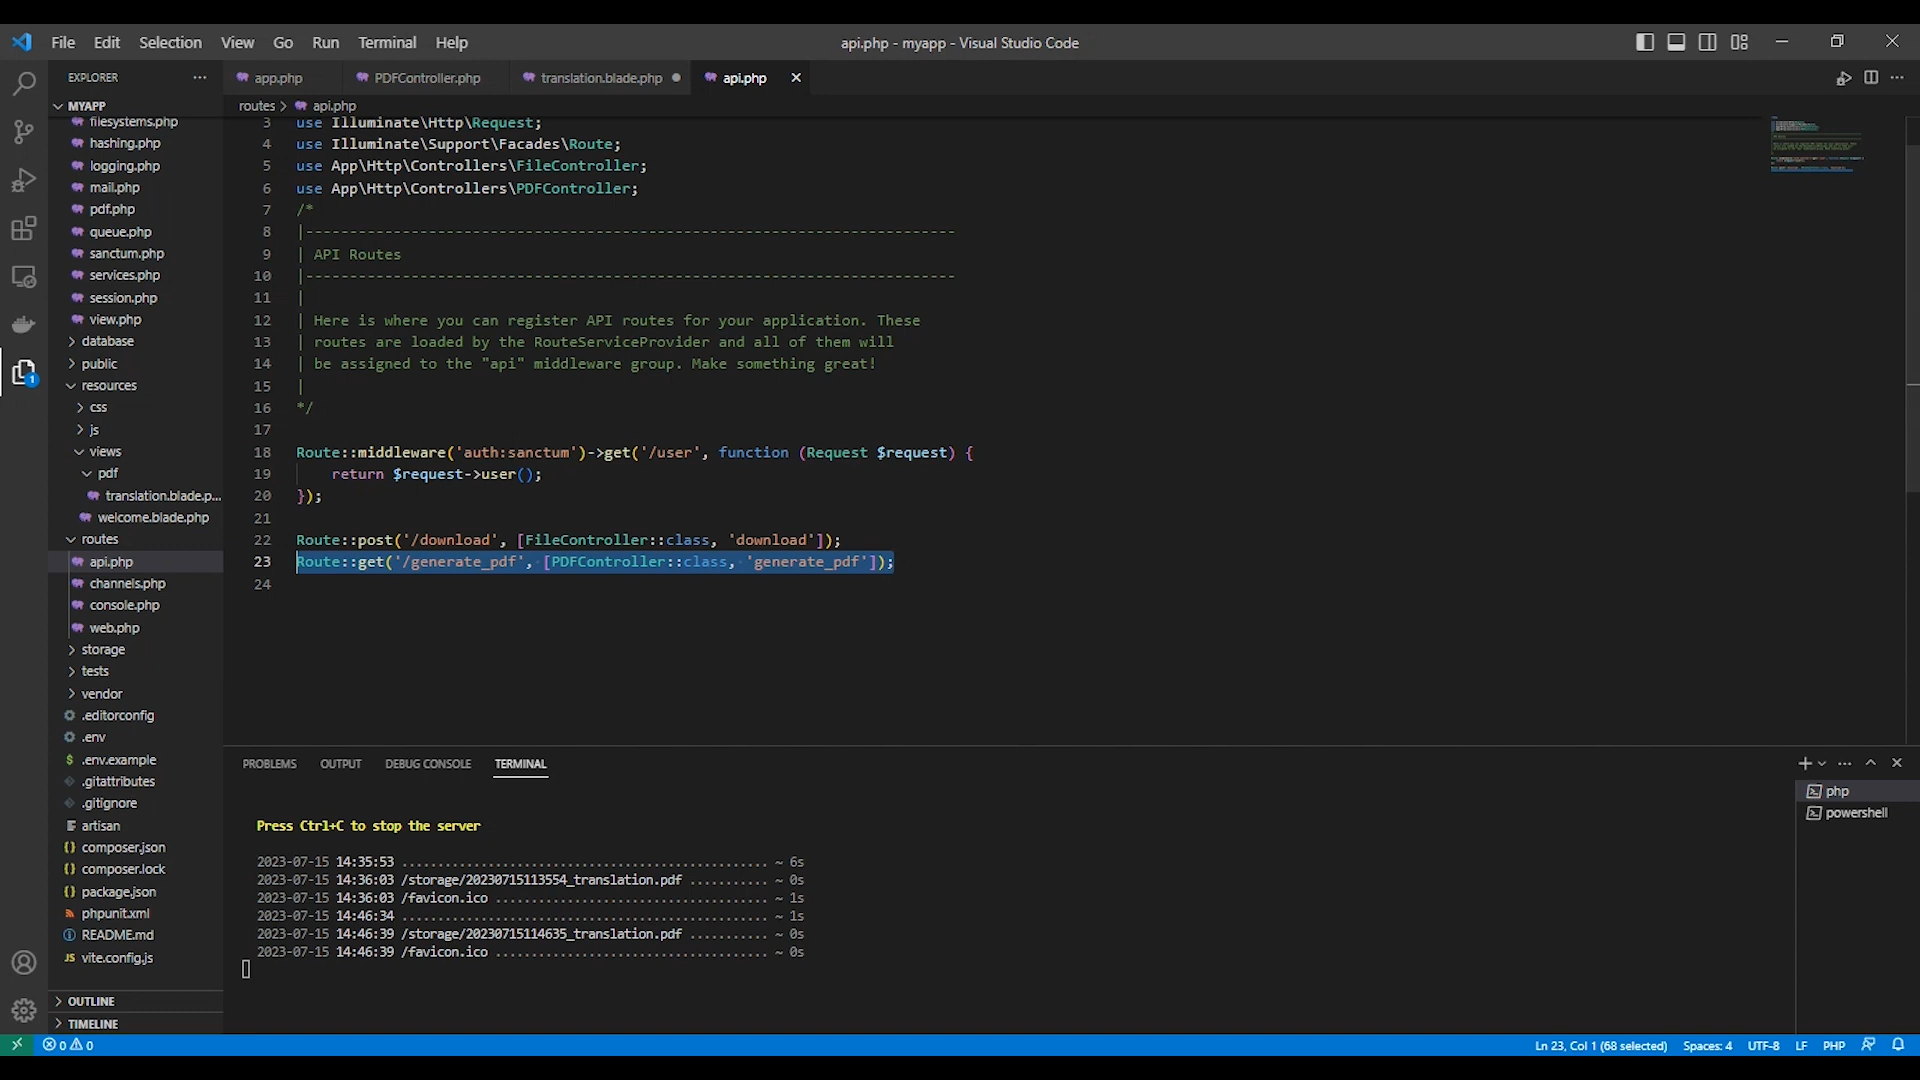 File Edit Selection View Go Run Terminal Help
api.php - myapp - Visual Studio Code
EXPLORER
app.php PDFController.php translation.blade.php api.php
MYAPP
routes > api.php
filesystems.php
hashing.php
logging.php
mail.php
pdf.php
queue.php
sanctum.php
services.php
session.php
view.php
database
public
resources
css
js
views
pdf
translation.blade.p...
welcome.blade.php
routes
api.php
channels.php
console.php
web.php
storage
tests
vendor
.editorconfig
.env
.env.example
.gitattributes
.gitignore
artisan
composer.json
composer.lock
package.json
phpunit.xml
README.md
vite.config.js
OUTLINE
TIMELINE
1
3 use Illuminate\Http\Request;
4 use Illuminate\Support\Facades\Route;
5 use App\Http\Controllers\FileController;
6 use App\Http\Controllers\PDFController;
7 /*
8 |--------------------------------------------------------------------------
9 | API Routes
10 |--------------------------------------------------------------------------
11 |
12 | Here is where you can register API routes for your application. These
13 | routes are loaded by the RouteServiceProvider and all of them will
14 | be assigned to the "api" middleware group. Make something great!
15 |
16 */
17
18 Route::middleware('auth:sanctum')->get('/user', function (Request $request) {
19 return $request->user();
20 });
21
22 Route::post('/download', [FileController::class, 'download']);
23 Route::get('/generate_pdf', [PDFController::class, 'generate_pdf']);
24
PROBLEMS OUTPUT DEBUG CONSOLE TERMINAL
php
powershell
Press Ctrl+C to stop the server
2023-07-15 14:35:53 .................................................. ~ 6s
2023-07-15 14:36:03 /storage/20230715113554_translation.pdf ........... ~ 0s
2023-07-15 14:36:03 /favicon.ico ..................................... ~ 1s
2023-07-15 14:46:34 .................................................. ~ 1s
2023-07-15 14:46:39 /storage/20230715114635_translation.pdf ........... ~ 0s
2023-07-15 14:46:39 /favicon.ico ..................................... ~ 0s
0 0
Ln 23, Col 1 (68 selected) Spaces: 4 UTF-8 LF PHP